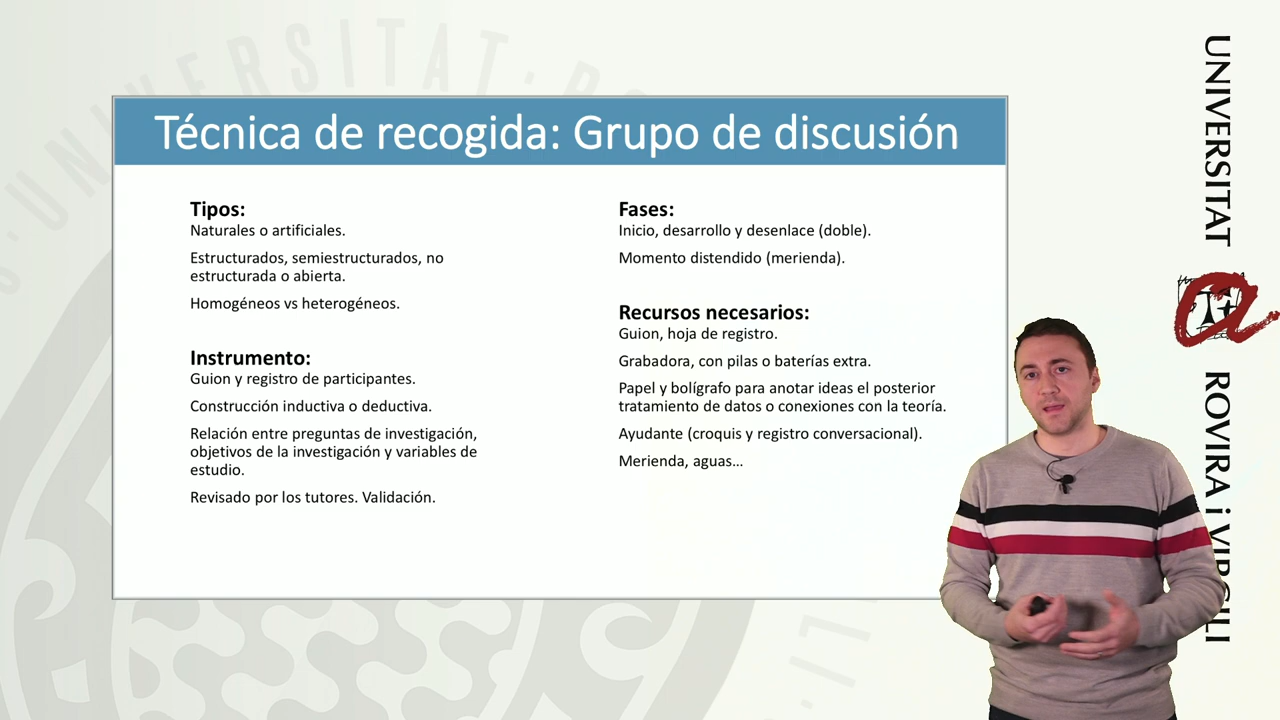 Técnica de recogida: Grupo de discusión
Tipos:
Naturales o artificiales.
Estructurados, semiestructurados, no
estructurada o abierta.
Homogéneos vs heterogéneos.
Instrumento:
Guion y registro de participantes.
Construcción inductiva o deductiva.
Relación entre preguntas de investigación,
objetivos de la investigación y variables de
estudio.
Revisado por los tutores. Validación.
Fases:
Inicio, desarrollo y desenlace (doble).
Momento distendido (merienda).
Recursos necesarios:
Guion, hoja de registro.
Grabadora, con pilas o baterías extra.
Papel y bolígrafo para anotar ideas el posterior
tratamiento de datos o conexiones con la teoría.
Ayudante (croquis y registro conversacional).
Merienda, aguas…
UNIVERSITAT
ROVIRA i VIRGILI